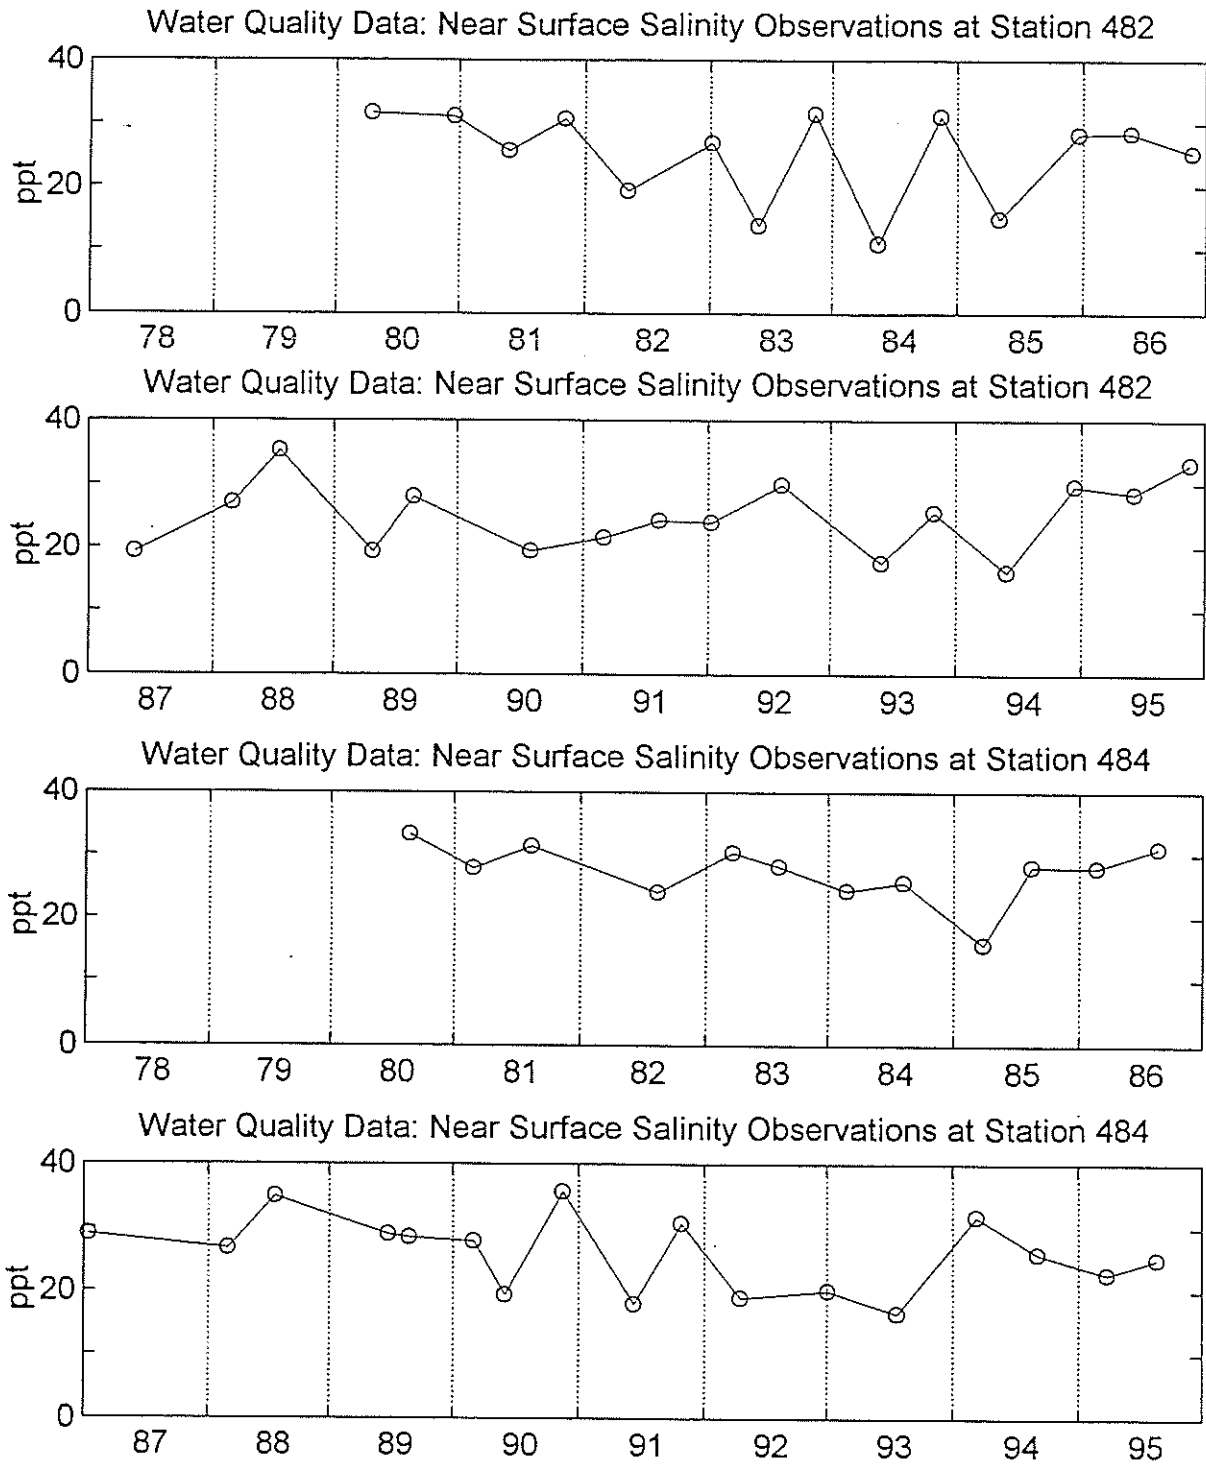 Water Quality Data: Near Surface Salinity Observations at Station 482
40
20
0
ppt
78 79 80 81 82 83 84 85 86
Water Quality Data: Near Surface Salinity Observations at Station 482
40
20
0
ppt
87 88 89 90 91 92 93 94 95
Water Quality Data: Near Surface Salinity Observations at Station 484
40
20
0
ppt
78 79 80 81 82 83 84 85 86
Water Quality Data: Near Surface Salinity Observations at Station 484
40
20
0
ppt
87 88 89 90 91 92 93 94 95